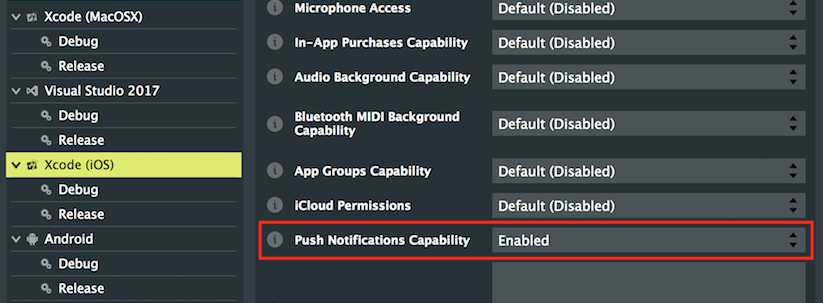 Xcode (MacOSX)
Debug
Release
Visual Studio 2017
Debug
Release
Xcode (iOS)
Debug
Release
Android
Debug
Release
Microphone Access
Default (Disabled)
In-App Purchases Capability
Default (Disabled)
Audio Background Capability
Default (Disabled)
Bluetooth MIDI Background
Capability
Default (Disabled)
App Groups Capability
Default (Disabled)
iCloud Permissions
Default (Disabled)
Push Notifications Capability
Enabled